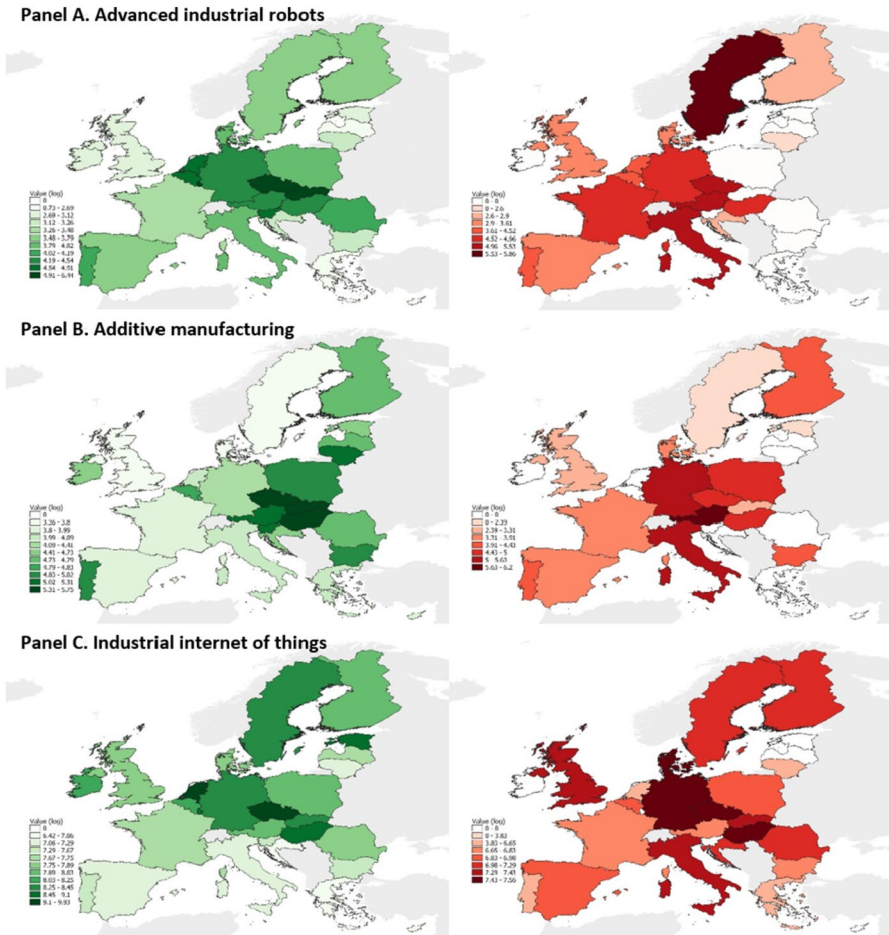 Panel A. Advanced industrial robots
Value (log)
0
0.73 - 2.69
2.69 - 3.12
3.12 - 3.26
3.26 - 3.48
3.48 - 3.79
3.79 - 4.02
4.02 - 4.19
4.19 - 4.54
4.54 - 4.91
4.91 - 6.44
Value (log)
0 - 0
0 - 2.6
2.6 - 2.9
2.9 - 3.61
3.61 - 4.52
4.52 - 4.96
4.96 - 5.53
5.53 - 5.86
Panel B. Additive manufacturing
Value (log)
0
3.36 - 3.8
3.8 - 3.99
3.99 - 4.09
4.09 - 4.41
4.41 - 4.73
4.73 - 4.79
4.79 - 4.83
4.83 - 5.02
5.02 - 5.31
5.31 - 5.75
Value (log)
0 - 0
0 - 2.39
2.39 - 3.31
3.31 - 3.91
3.91 - 4.43
4.43 - 5
5 - 5.63
5.63 - 6.2
Panel C. Industrial internet of things
Value (log)
0
6.42 - 7.06
7.06 - 7.29
7.29 - 7.67
7.67 - 7.75
7.75 - 7.89
7.89 - 8.03
8.03 - 8.25
8.25 - 8.45
8.45 - 9.1
9.1 - 9.93
Value (log)
0 - 0
0 - 3.83
3.83 - 6.65
6.65 - 6.83
6.83 - 6.98
6.98 - 7.29
7.29 - 7.43
7.43 - 7.56